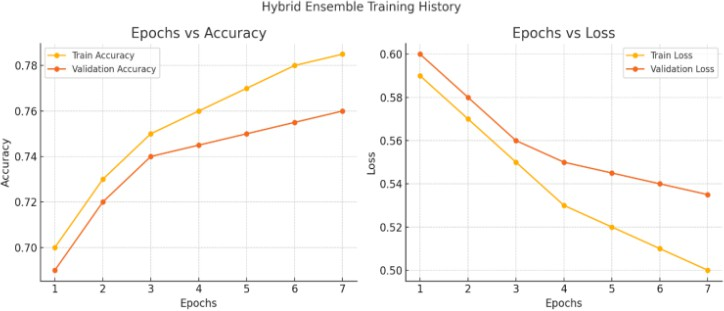 Hybrid Ensemble Training History
Epochs vs Accuracy
Train Accuracy
Validation Accuracy
0.78
0.76
0.74
0.72
0.70
Accuracy
1 2 3 4 5 6 7
Epochs
Epochs vs Loss
Train Loss
Validation Loss
0.60
0.58
0.56
0.54
0.52
0.50
Loss
1 2 3 4 5 6 7
Epochs